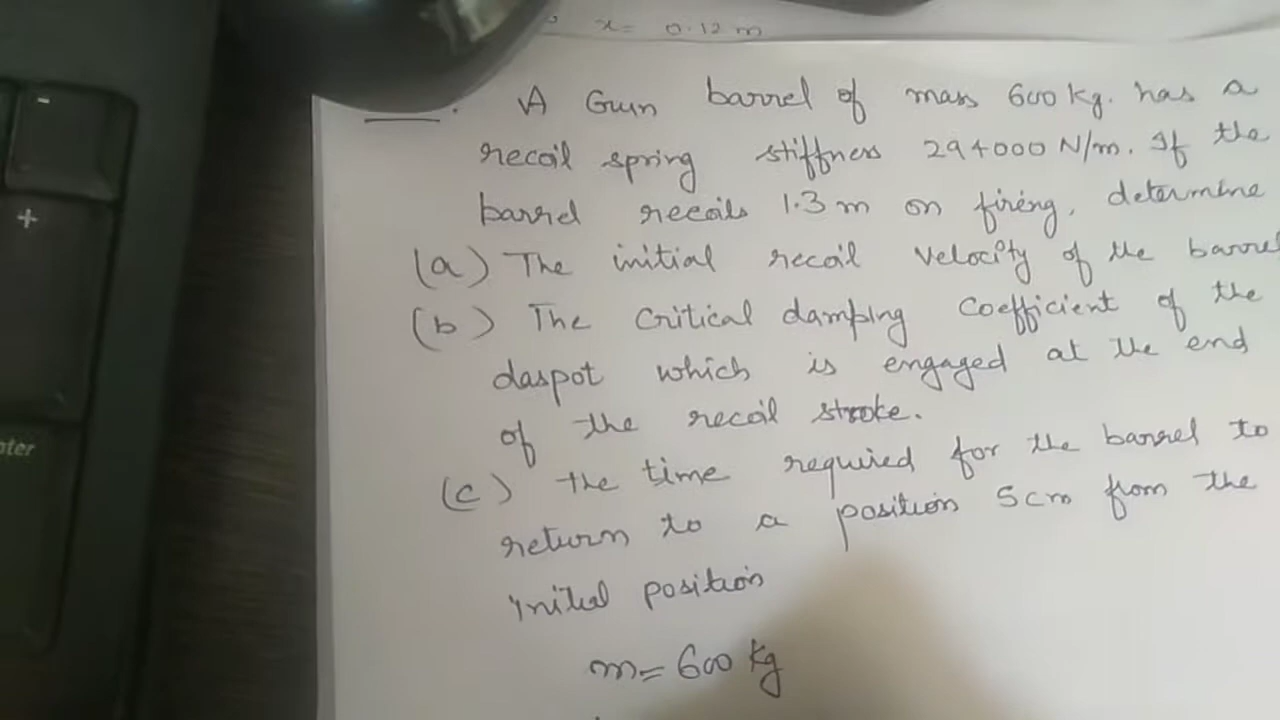 x = 0.12 m
A Gun barrel of mass 600 kg. has a
recoil spring stiffness 294000 N/m. If the
barrel recoils 1.3 m on firing, determine
(a) The initial recoil velocity of the barrel
(b) The critical damping coefficient of the
daspot which is engaged at the end
of the recoil stroke.
(c) the time required for the barrel to
return to a position 5cm from the
initial position
m = 600 kg
-
+